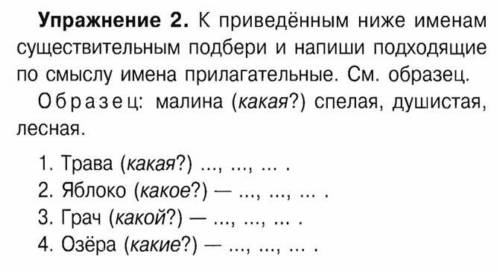 Упражнение 2. К приведённым ниже именам
существительным подбери и напиши подходящие
по смыслу имена прилагательные. См. образец.
Образец: малина (какая?) спелая, душистая,
лесная.
1. Трава (какая?) ..., ..., ... .
2. Яблоко (какое?) — ..., ..., ... .
3. Грач (какой?) — ..., ..., ... .
4. Озёра (какие?) — ..., ..., ... .